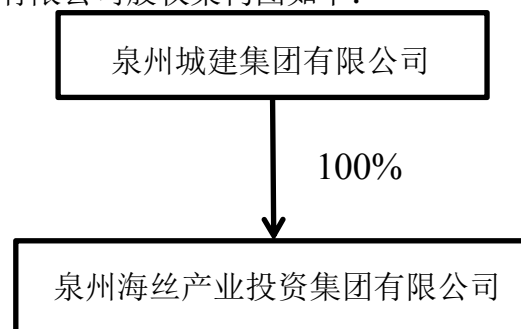 有限公司股权架构图如下：
泉州城建集团有限公司
100%
泉州海丝产业投资集团有限公司